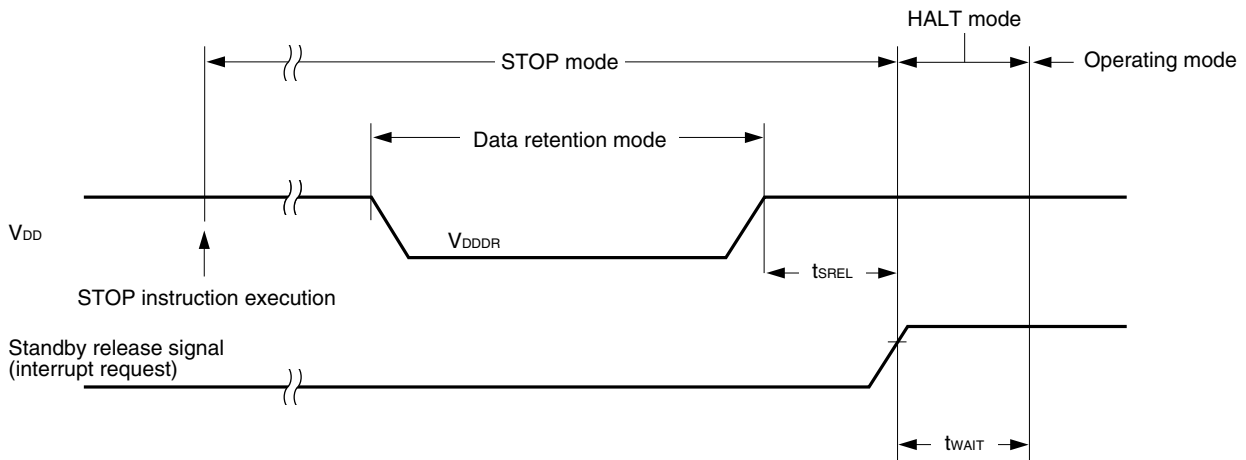 HALT mode
STOP mode
Operating mode
Data retention mode
VDD
VDDDR
tSREL
STOP instruction execution
Standby release signal
(interrupt request)
tWAIT